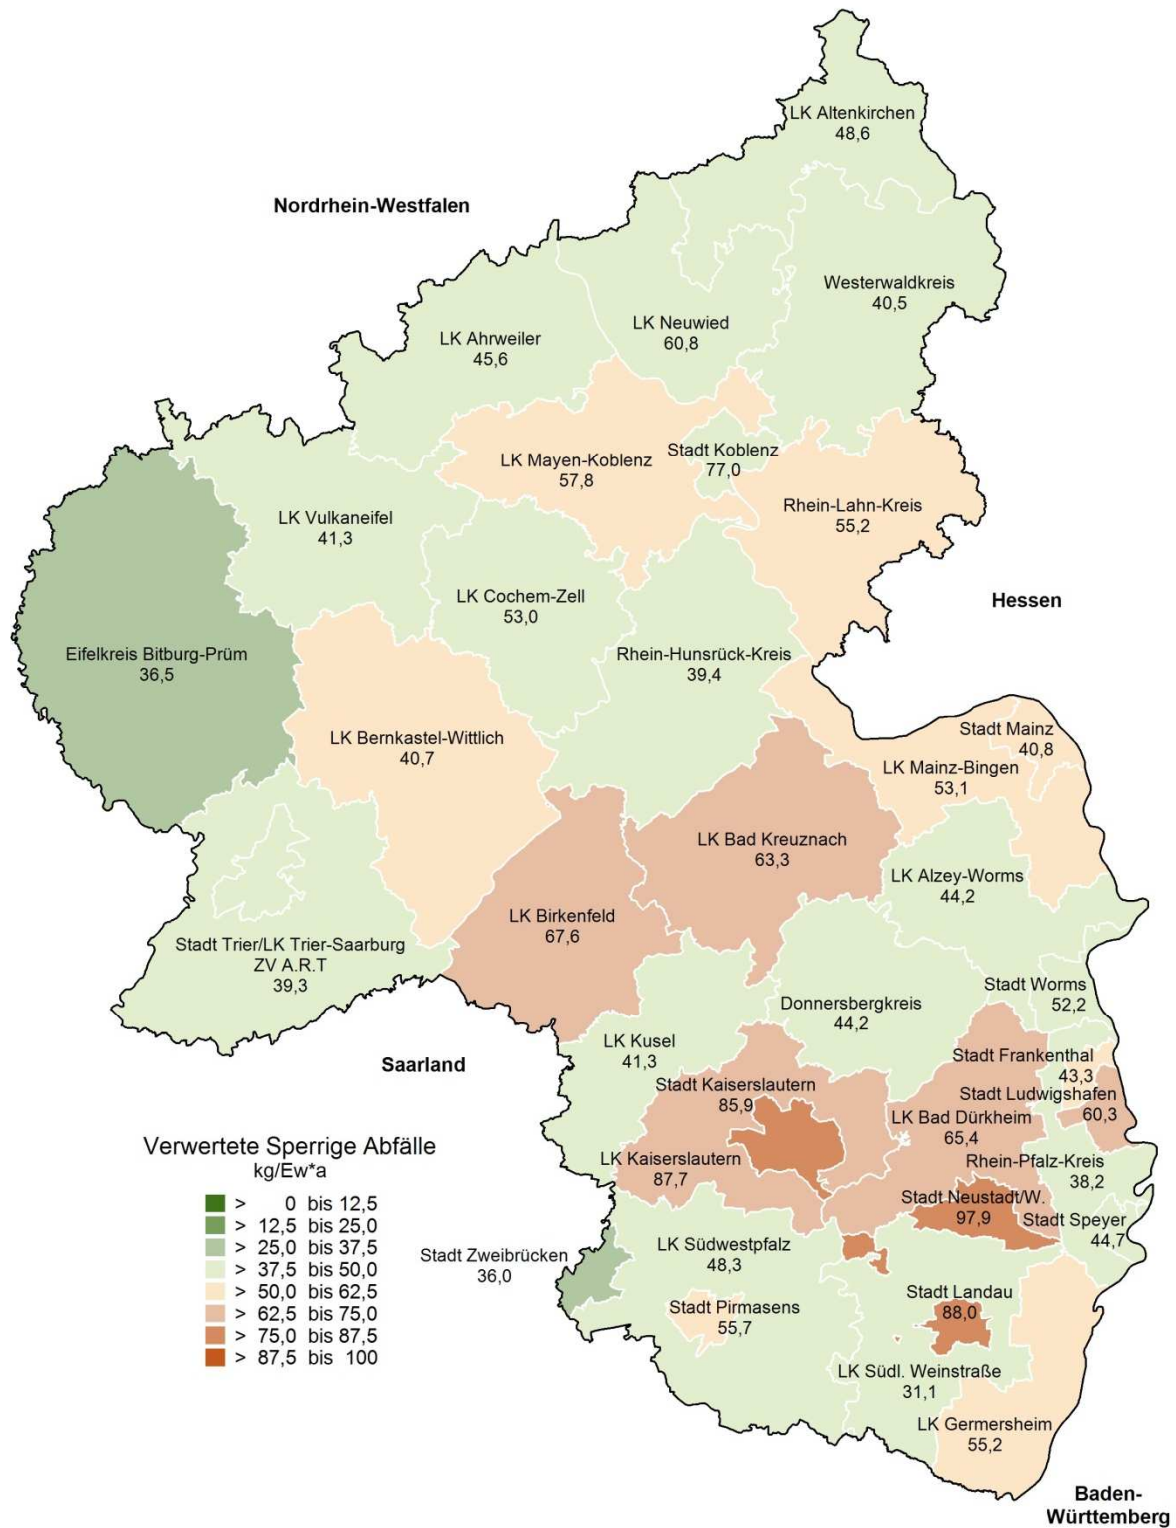 LK Altenkirchen
48,6
Nordrhein-Westfalen
Westerwaldkreis
40,5
LK Neuwied
60,8
LK Ahrweiler
45,6
Stadt Koblenz
77,0
LK Mayen-Koblenz
57,8
Rhein-Lahn-Kreis
55,2
LK Vulkaneifel
41,3
LK Cochem-Zell
53,0
Hessen
Eifelkreis Bitburg-Prüm
36,5
Rhein-Hunsrück-Kreis
39,4
LK Bernkastel-Wittlich
40,7
Stadt Mainz
40,8
LK Mainz-Bingen
53,1
LK Bad Kreuznach
63,3
LK Alzey-Worms
44,2
LK Birkenfeld
67,6
Stadt Trier/LK Trier-Saarburg
ZV A.R.T
39,3
Stadt Worms
52,2
Donnersbergkreis
44,2
LK Kusel
41,3
Saarland
Stadt Frankenthal
43,3
Stadt Kaiserslautern
85,9
Stadt Ludwigshafen
60,3
LK Bad Dürkheim
65,4
LK Kaiserslautern
87,7
Rhein-Pfalz-Kreis
38,2
Stadt Neustadt/W.
97,9
Stadt Speyer
44,7
LK Südwestpfalz
48,3
Stadt Zweibrücken
36,0
Stadt Pirmasens
55,7
Stadt Landau
88,0
LK Südl. Weinstraße
31,1
LK Germersheim
55,2
Baden-
Württemberg
Verwertete Sperrige Abfälle
kg/Ew*a
> 0 bis 12,5
> 12,5 bis 25,0
> 25,0 bis 37,5
> 37,5 bis 50,0
> 50,0 bis 62,5
> 62,5 bis 75,0
> 75,0 bis 87,5
> 87,5 bis 100